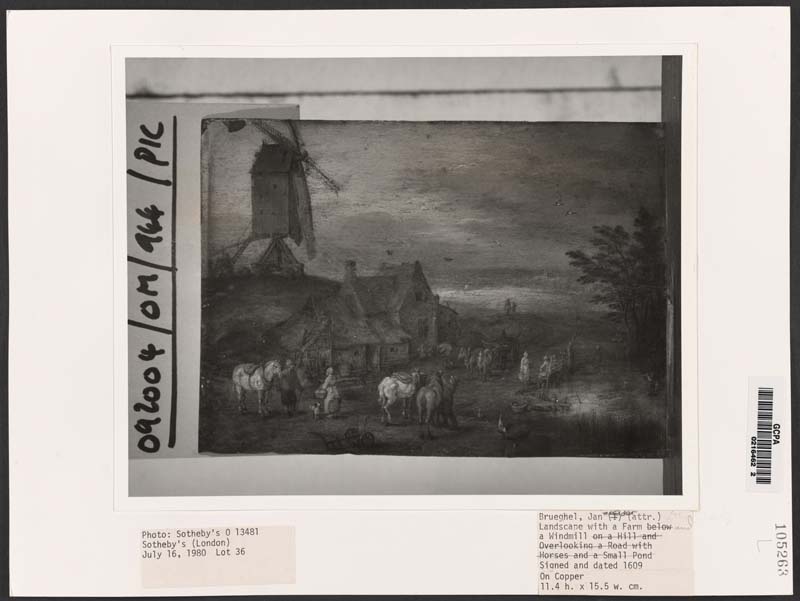 092004/OM/964/PIC
Photo: Sotheby's O 13481
Sotheby's (London)
July 16, 1980 Lot 36
Brueghel, Jan (I) (attr.)
Landscape with a Farm below and
a Windmill on a Hill and
Overlooking a Road with
Horses and a Small Pond
Signed and dated 1609
On Copper
11.4 h. x 15.5 w. cm.
GCPA
0216462 2
105263
L